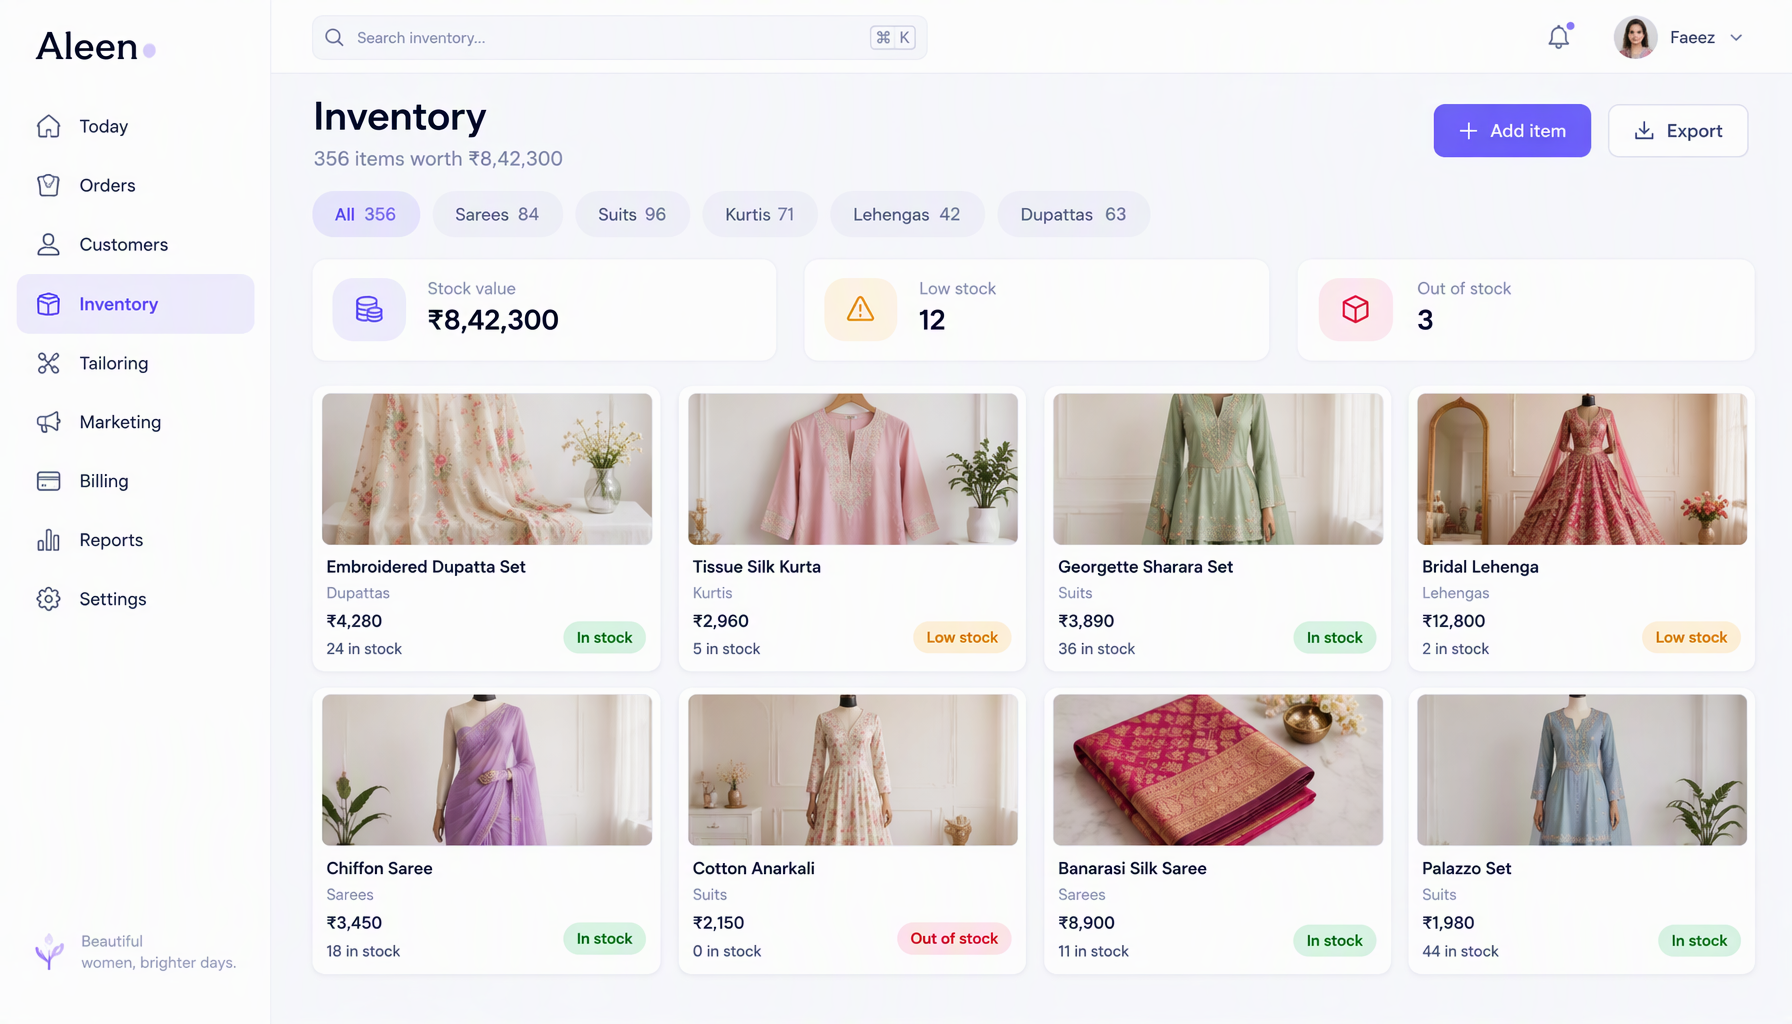 Aleen
Search inventory...
⌘ K
Faeez
Today
Orders
Customers
Inventory
Tailoring
Marketing
Billing
Reports
Settings
Beautiful
women, brighter days.
Inventory
356 items worth ₹8,42,300
+ Add item
Export
All 356
Sarees 84
Suits 96
Kurtis 71
Lehengas 42
Dupattas 63
Stock value
₹8,42,300
Low stock
12
Out of stock
3
Embroidered Dupatta Set
Dupattas
₹4,280
24 in stock
In stock
Tissue Silk Kurta
Kurtis
₹2,960
5 in stock
Low stock
Georgette Sharara Set
Suits
₹3,890
36 in stock
In stock
Bridal Lehenga
Lehengas
₹12,800
2 in stock
Low stock
Chiffon Saree
Sarees
₹3,450
18 in stock
In stock
Cotton Anarkali
Suits
₹2,150
0 in stock
Out of stock
Banarasi Silk Saree
Sarees
₹8,900
11 in stock
In stock
Palazzo Set
Suits
₹1,980
44 in stock
In stock